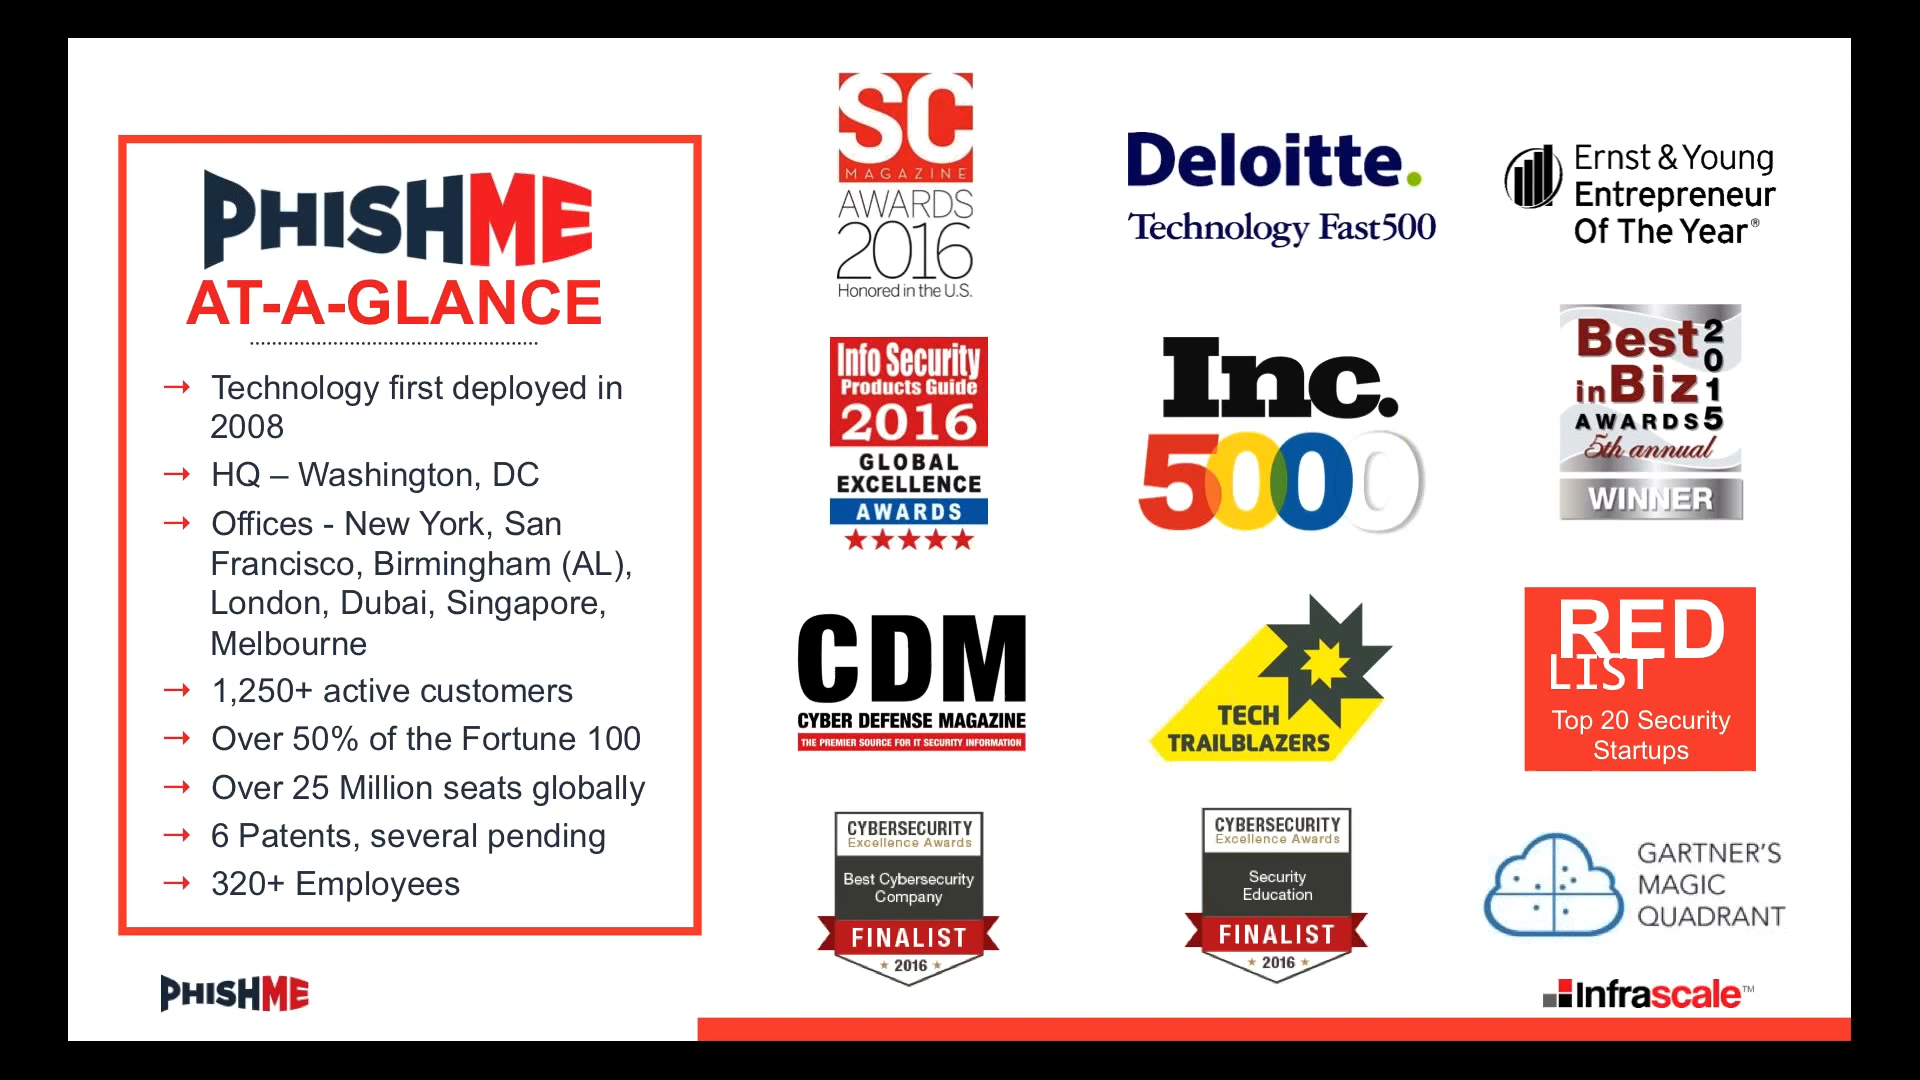 PHISHME
AT-A-GLANCE
→ Technology first deployed in
2008
→ HQ – Washington, DC
→ Offices - New York, San
Francisco, Birmingham (AL),
London, Dubai, Singapore,
Melbourne
→ 1,250+ active customers
→ Over 50% of the Fortune 100
→ Over 25 Million seats globally
→ 6 Patents, several pending
→ 320+ Employees
SC
MAGAZINE
AWARDS
2016
Honored in the U.S.
Deloitte.
Technology Fast500
Ernst & Young
Entrepreneur
Of The Year®
Info Security
Products Guide
2016
GLOBAL
EXCELLENCE
AWARDS
Inc.
5000
Best
in Biz
AWARDS
2015
5th annual
WINNER
CDM
CYBER DEFENSE MAGAZINE
THE PREMIER SOURCE FOR IT SECURITY INFORMATION
TECH
TRAILBLAZERS
RED
LIST
Top 20 Security
Startups
CYBERSECURITY
Excellence Awards
Best Cybersecurity
Company
FINALIST
2016
CYBERSECURITY
Excellence Awards
Security
Education
FINALIST
2016
GARTNER'S
MAGIC
QUADRANT
PHISHME
Infrascale™